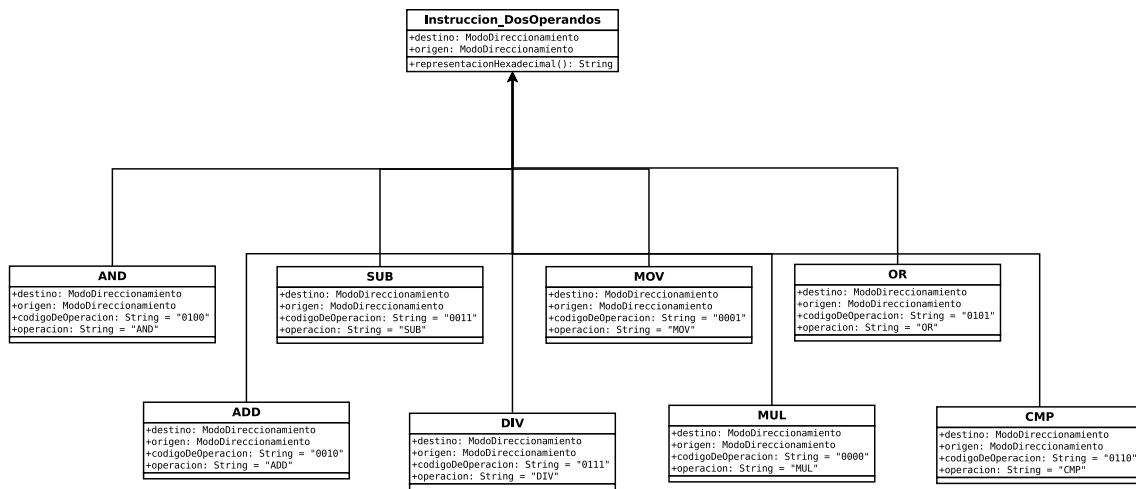 Instruccion_DosOperandos
+destino: ModoDireccionamiento
+origen: ModoDireccionamiento
+representacionHexadecimal(): String
AND
+destino: ModoDireccionamiento
+origen: ModoDireccionamiento
+codigoDeOperacion: String = "0100"
+operacion: String = "AND"
SUB
+destino: ModoDireccionamiento
+origen: ModoDireccionamiento
+codigoDeOperacion: String = "0011"
+operacion: String = "SUB"
MOV
+destino: ModoDireccionamiento
+origen: ModoDireccionamiento
+codigoDeOperacion: String = "0001"
+operacion: String = "MOV"
OR
+destino: ModoDireccionamiento
+origen: ModoDireccionamiento
+codigoDeOperacion: String = "0101"
+operacion: String = "OR"
ADD
+destino: ModoDireccionamiento
+origen: ModoDireccionamiento
+codigoDeOperacion: String = "0010"
+operacion: String = "ADD"
DIV
+destino: ModoDireccionamiento
+origen: ModoDireccionamiento
+codigoDeOperacion: String = "0111"
+operacion: String = "DIV"
MUL
+destino: ModoDireccionamiento
+origen: ModoDireccionamiento
+codigoDeOperacion: String = "0000"
+operacion: String = "MUL"
CMP
+destino: ModoDireccionamiento
+origen: ModoDireccionamiento
+codigoDeOperacion: String = "0110"
+operacion: String = "CMP"